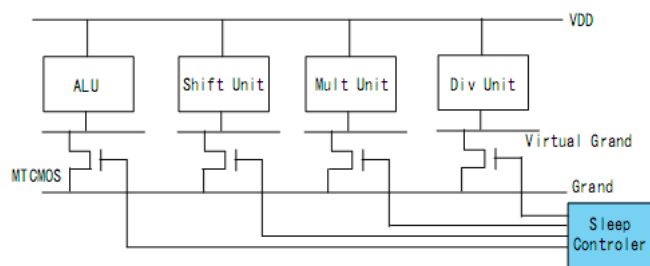 VDD
ALU
Shift Unit
Mult Unit
Div Unit
Virtual Grand
MTCMOS
Grand
Sleep
Controler